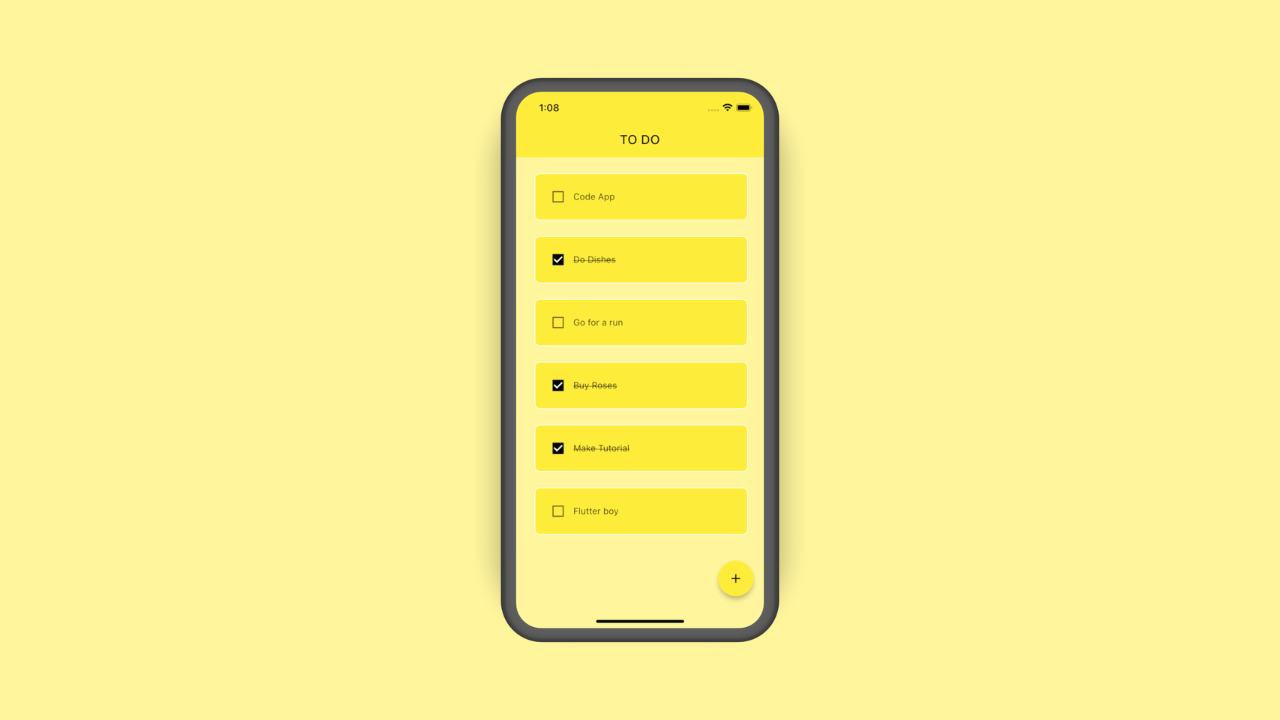 1:08
TO DO
Code App
Do Dishes
Go for a run
Buy Roses
Make Tutorial
Flutter boy
+